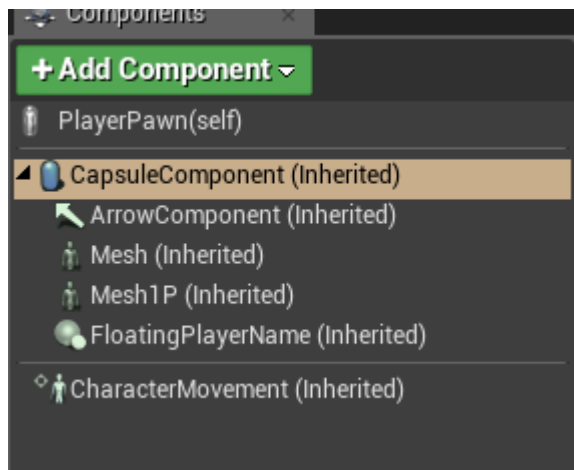 Components
+ Add Component
PlayerPawn(self)
CapsuleComponent (Inherited)
ArrowComponent (Inherited)
Mesh (Inherited)
Mesh1P (Inherited)
FloatingPlayerName (Inherited)
CharacterMovement (Inherited)